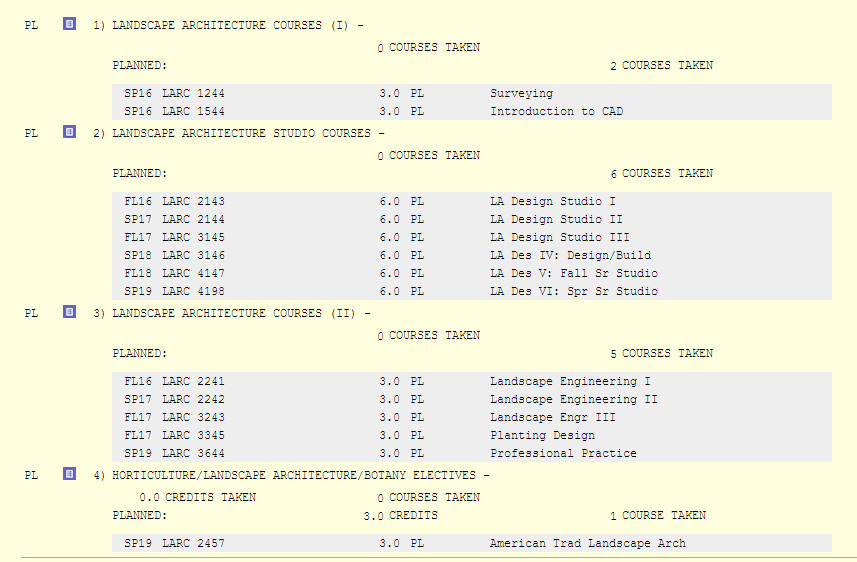 PL 1) LANDSCAPE ARCHITECTURE COURSES (I) -
0 COURSES TAKEN
PLANNED: 2 COURSES TAKEN
SP16 LARC 1244 3.0 PL Surveying
SP16 LARC 1544 3.0 PL Introduction to CAD
PL 2) LANDSCAPE ARCHITECTURE STUDIO COURSES -
0 COURSES TAKEN
PLANNED: 6 COURSES TAKEN
FL16 LARC 2143 6.0 PL LA Design Studio I
SP17 LARC 2144 6.0 PL LA Design Studio II
FL17 LARC 3145 6.0 PL LA Design Studio III
SP18 LARC 3146 6.0 PL LA Des IV: Design/Build
FL18 LARC 4147 6.0 PL LA Des V: Fall Sr Studio
SP19 LARC 4198 6.0 PL LA Des VI: Spr Sr Studio
PL 3) LANDSCAPE ARCHITECTURE COURSES (II) -
0 COURSES TAKEN
PLANNED: 5 COURSES TAKEN
FL16 LARC 2241 3.0 PL Landscape Engineering I
SP17 LARC 2242 3.0 PL Landscape Engineering II
FL17 LARC 3243 3.0 PL Landscape Engr III
FL17 LARC 3345 3.0 PL Planting Design
SP19 LARC 3644 3.0 PL Professional Practice
PL 4) HORTICULTURE/LANDSCAPE ARCHITECTURE/BOTANY ELECTIVES -
0.0 CREDITS TAKEN 0 COURSES TAKEN
PLANNED: 3.0 CREDITS 1 COURSE TAKEN
SP19 LARC 2457 3.0 PL American Trad Landscape Arch